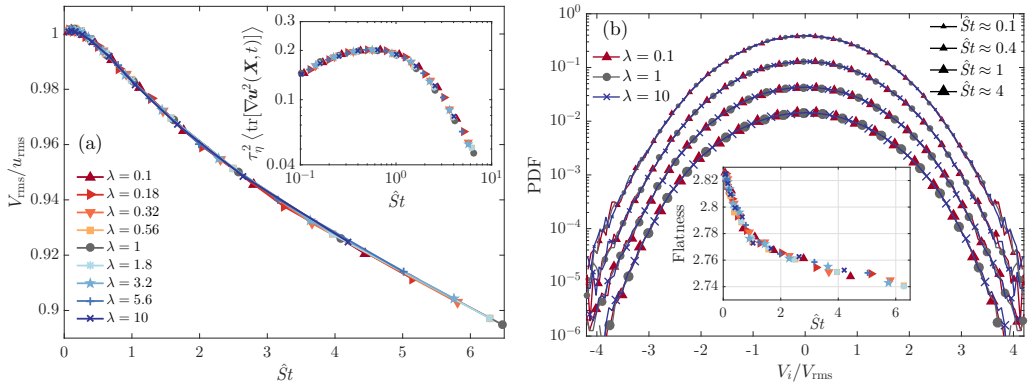 (a)
V_rms/u_rms
1
0.98
0.96
0.94
0.92
0.9
0
1
2
3
4
5
6
Ŝt
λ = 0.1
λ = 0.18
λ = 0.32
λ = 0.56
λ = 1
λ = 1.8
λ = 3.2
λ = 5.6
λ = 10
τ_η^2 ⟨tr[∇u^2(X, t)]⟩
0.3
0.2
0.1
0.04
10^-1
10^0
10^1
Ŝt
(b)
PDF
10^0
10^-1
10^-2
10^-3
10^-4
10^-5
10^-6
-4
-3
-2
-1
0
1
2
3
4
V_i/V_rms
λ = 0.1
λ = 1
λ = 10
Ŝt ≈ 0.1
Ŝt ≈ 0.4
Ŝt ≈ 1
Ŝt ≈ 4
Flatness
2.82
2.8
2.78
2.76
2.74
0
2
4
6
Ŝt